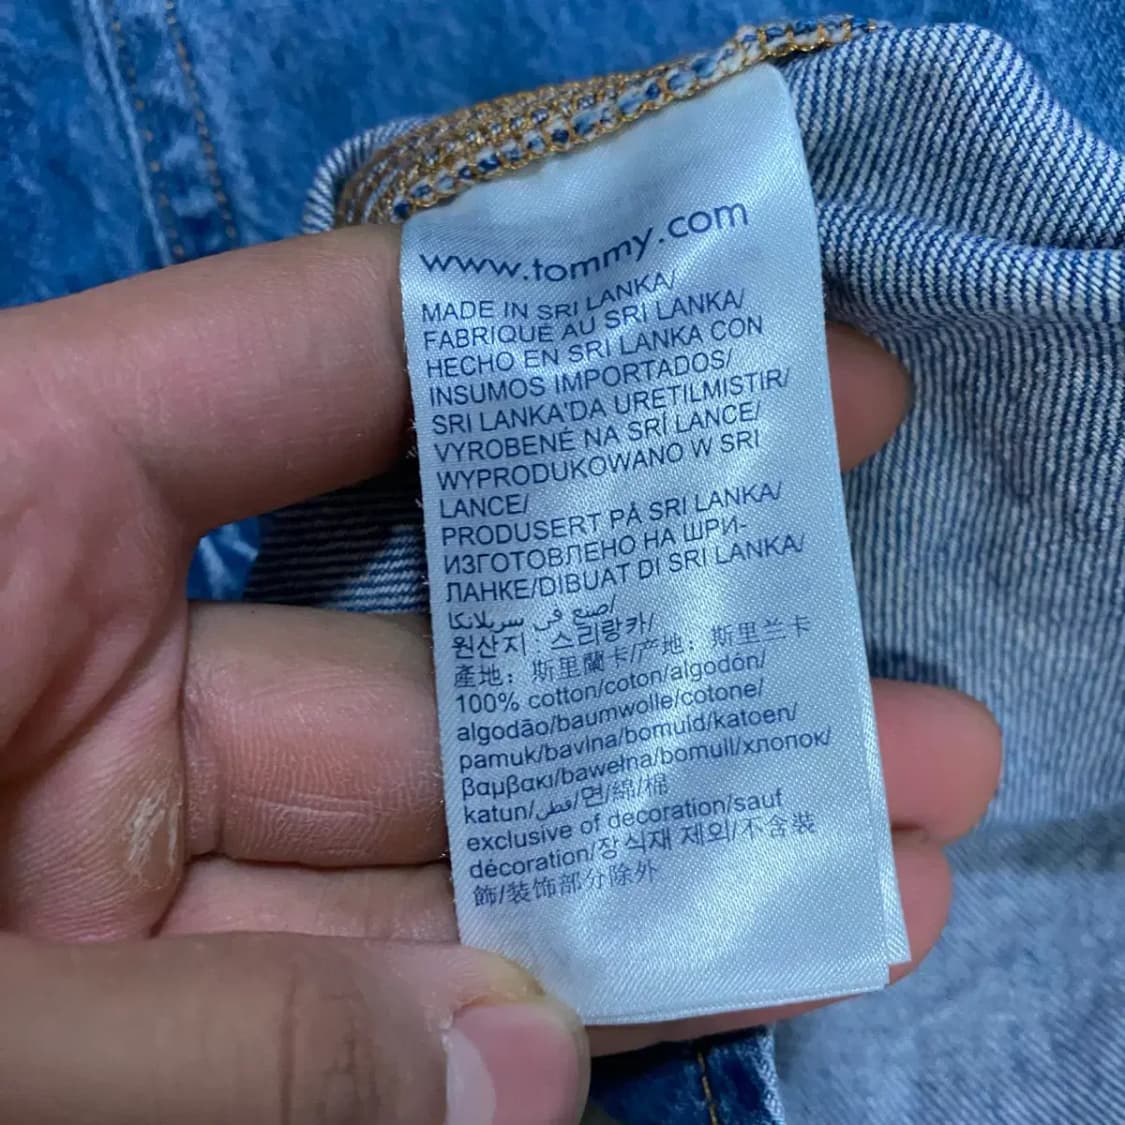 www.tommy.com
MADE IN SRI LANKA/
FABRIQUÉ AU SRI LANKA/
HECHO EN SRI LANKA CON
INSUMOS IMPORTADOS/
SRI LANKA'DA URETILMISTIR/
VYROBENÉ NA SRÍ LANCE/
WYPRODUKOWANO W SRI
LANCE/
PRODUSERT PÅ SRI LANKA/
ИЗГОТОВЛЕНО НА ШРИ-
ЛАНКЕ/DIBUAT DI SRI LANKA/
صنع في سريلانكا/
원산지 : 스리랑카/
產地：斯里蘭卡/产地：斯里兰卡
100% cotton/coton/algodón/
algodão/baumwolle/cotone/
pamuk/bavlna/bomuld/katoen/
βαμβακι/bawełna/bomull/хлопок/
katun/قطن/면/綿/棉
exclusive of decoration/sauf
décoration/장식재 제외/不含裝
飾/装饰部分除外